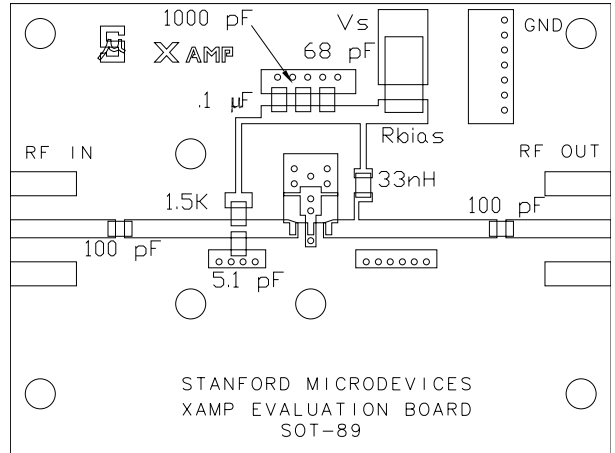 1000 pF
Vs
68 pF
GND
X AMP
.1 µF
Rbias
RF IN
RF OUT
33nH
1.5K
100 pF
100 pF
5.1 pF
STANFORD MICRODEVICES
XAMP EVALUATION BOARD
SOT-89